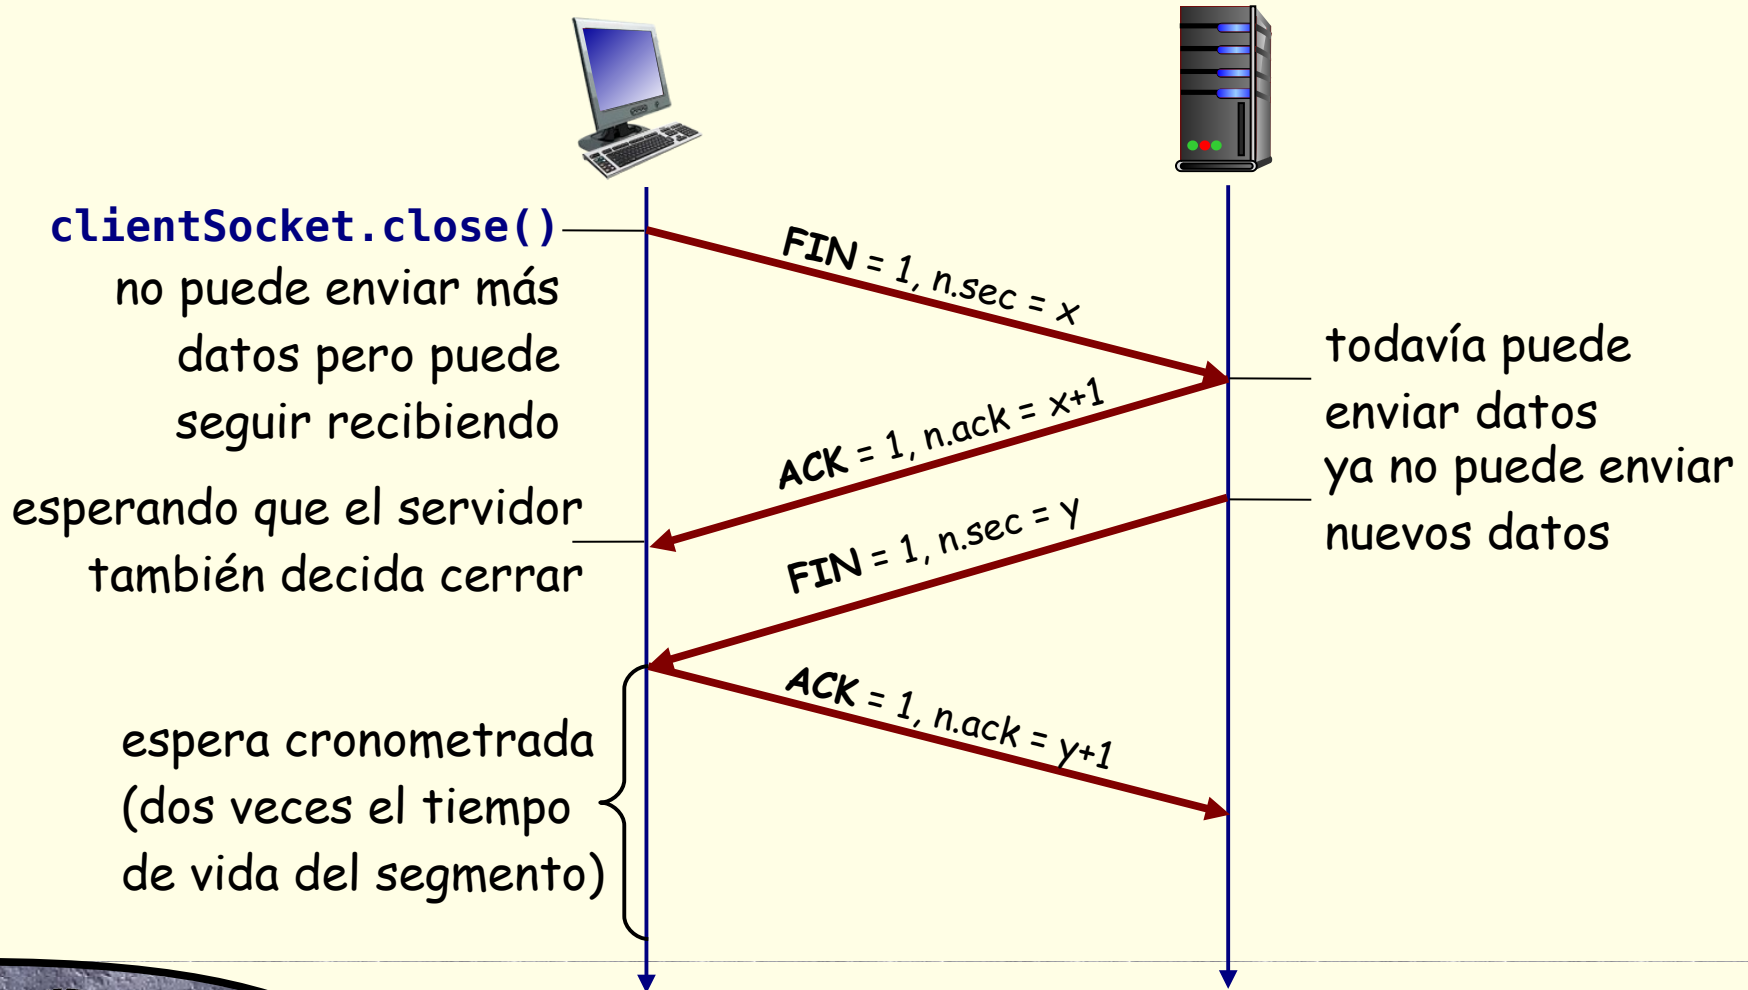 clientSocket.close()
no puede enviar más
datos pero puede
seguir recibiendo
FIN = 1, n.sec = x
todavía puede
enviar datos
ACK = 1, n.ack = x+1
esperando que el servidor
también decida cerrar
ya no puede enviar
nuevos datos
FIN = 1, n.sec = y
ACK = 1, n.ack = y+1
espera cronometrada
(dos veces el tiempo
de vida del segmento)